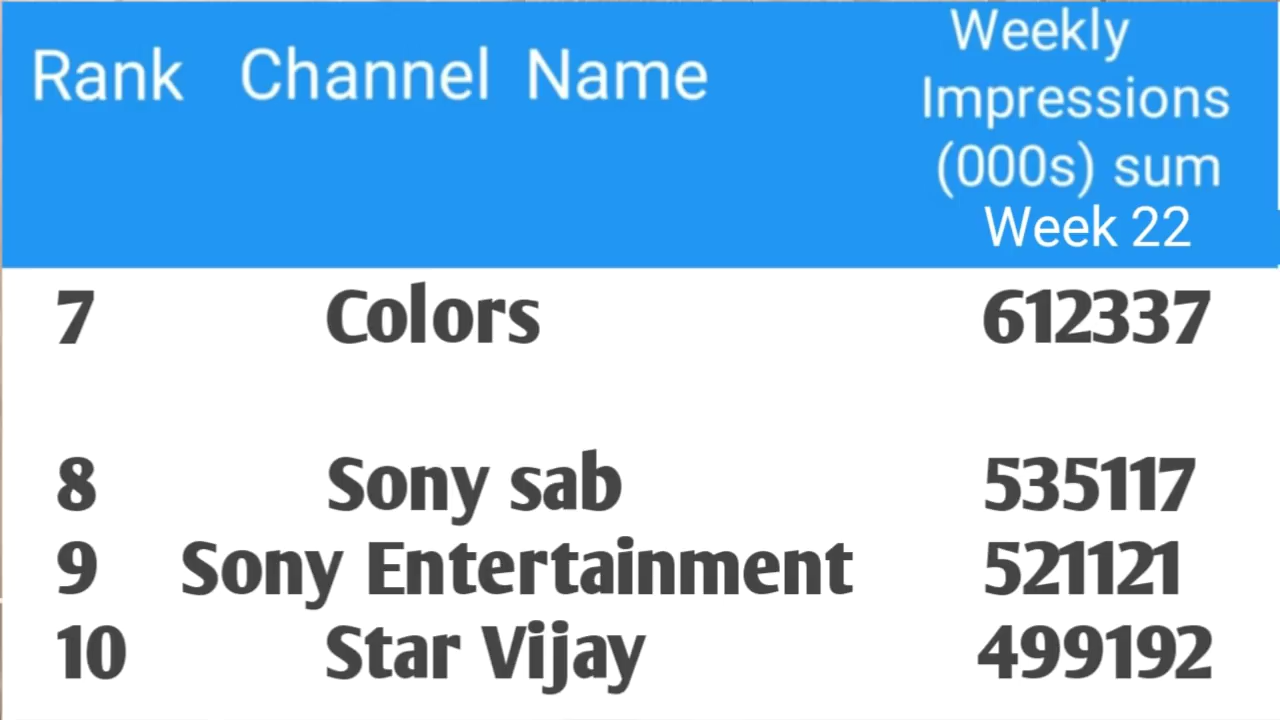 Rank Channel Name Weekly
Impressions
(000s) sum
Week 22
7 Colors 612337
8 Sony sab 535117
9 Sony Entertainment 521121
10 Star Vijay 499192